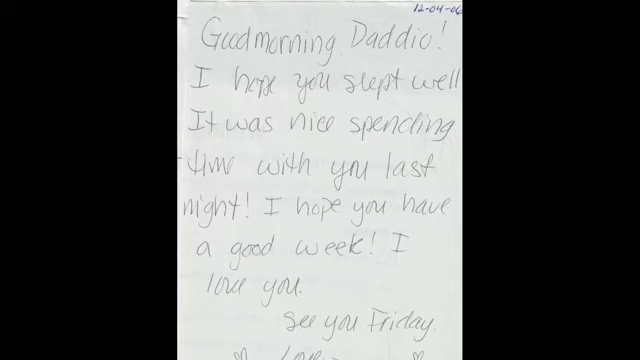 12-04-06
Goodmorning Daddio!
I hope you slept well
It was nice spending
time with you last
night! I hope you have
a good week! I
love you.
See you Friday.
Love,